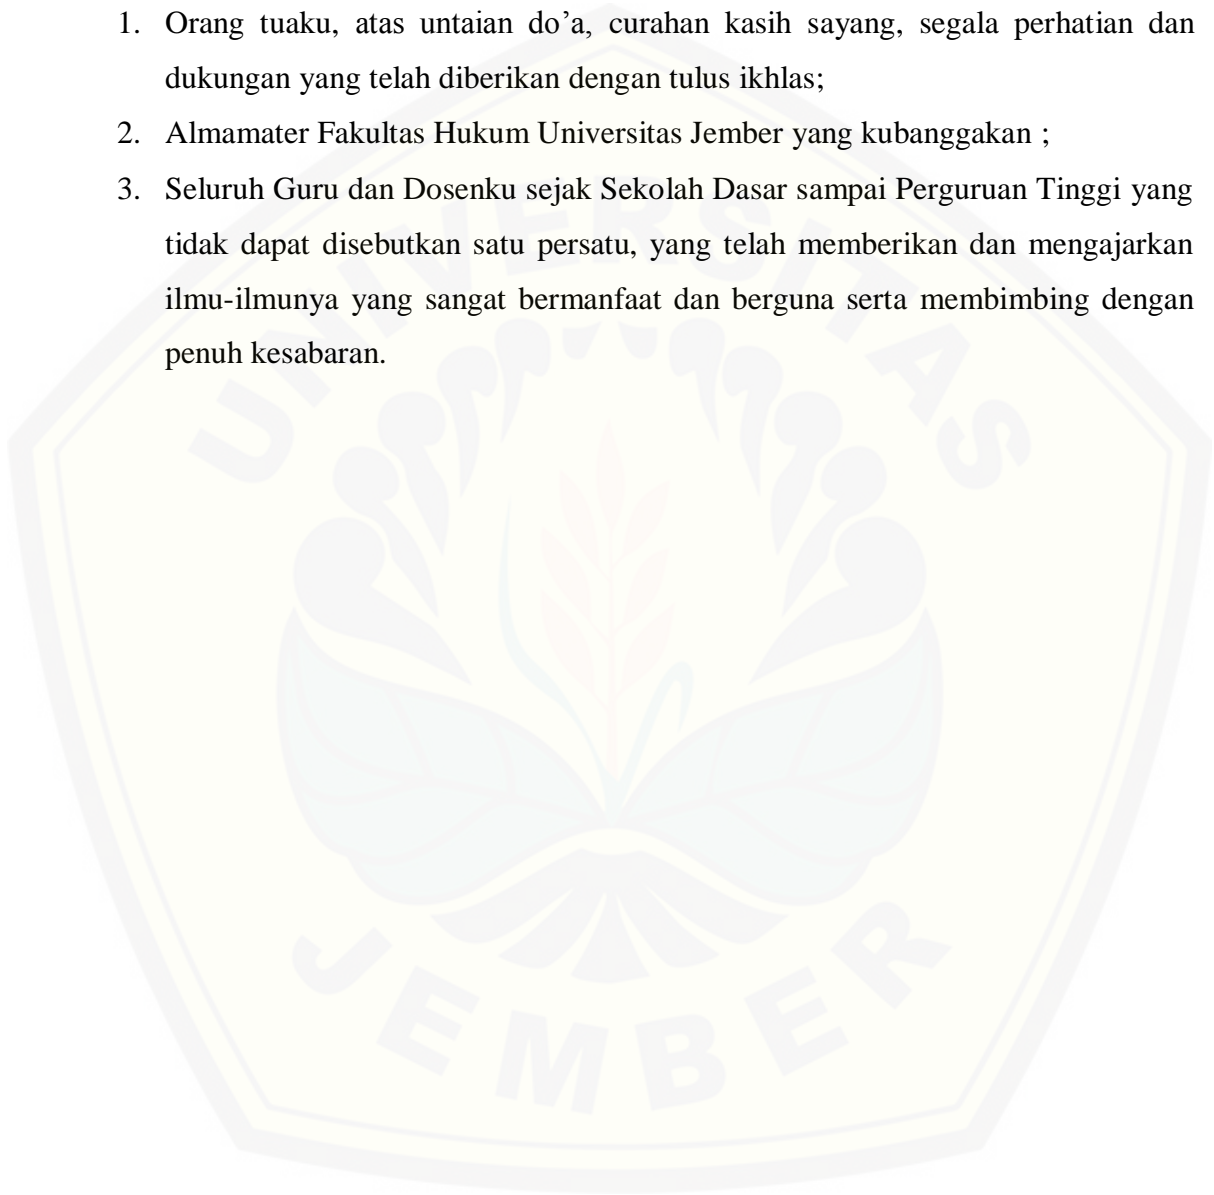 1. Orang tuaku, atas untaian do’a, curahan kasih sayang, segala perhatian dan
dukungan yang telah diberikan dengan tulus ikhlas;
2. Almamater Fakultas Hukum Universitas Jember yang kubanggakan ;
3. Seluruh Guru dan Dosenku sejak Sekolah Dasar sampai Perguruan Tinggi yang
tidak dapat disebutkan satu persatu, yang telah memberikan dan mengajarkan
ilmu-ilmunya yang sangat bermanfaat dan berguna serta membimbing dengan
penuh kesabaran.
UNIVERSITAS
JEMBER